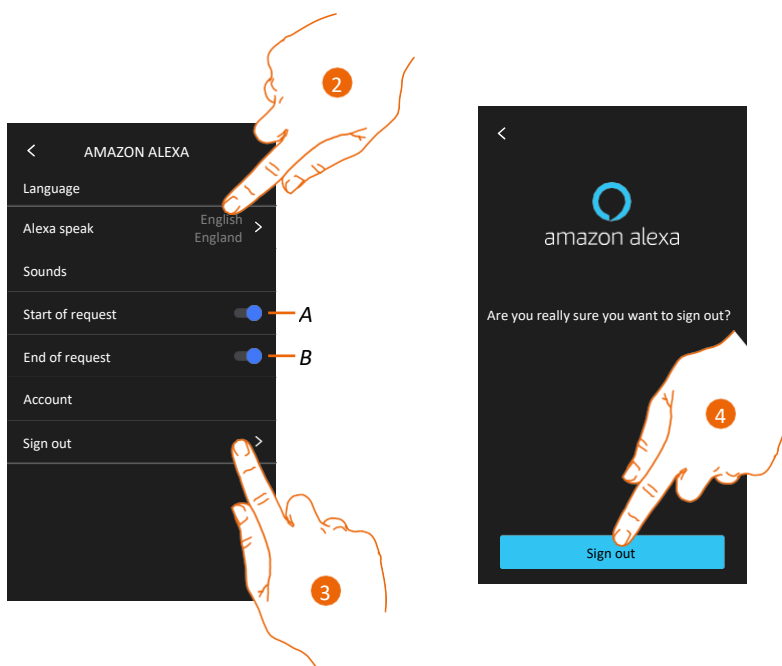 2
AMAZON ALEXA
Language
Alexa speak
English
England
Sounds
Start of request
A
End of request
B
Account
Sign out
3
amazon alexa
Are you really sure you want to sign out?
4
Sign out